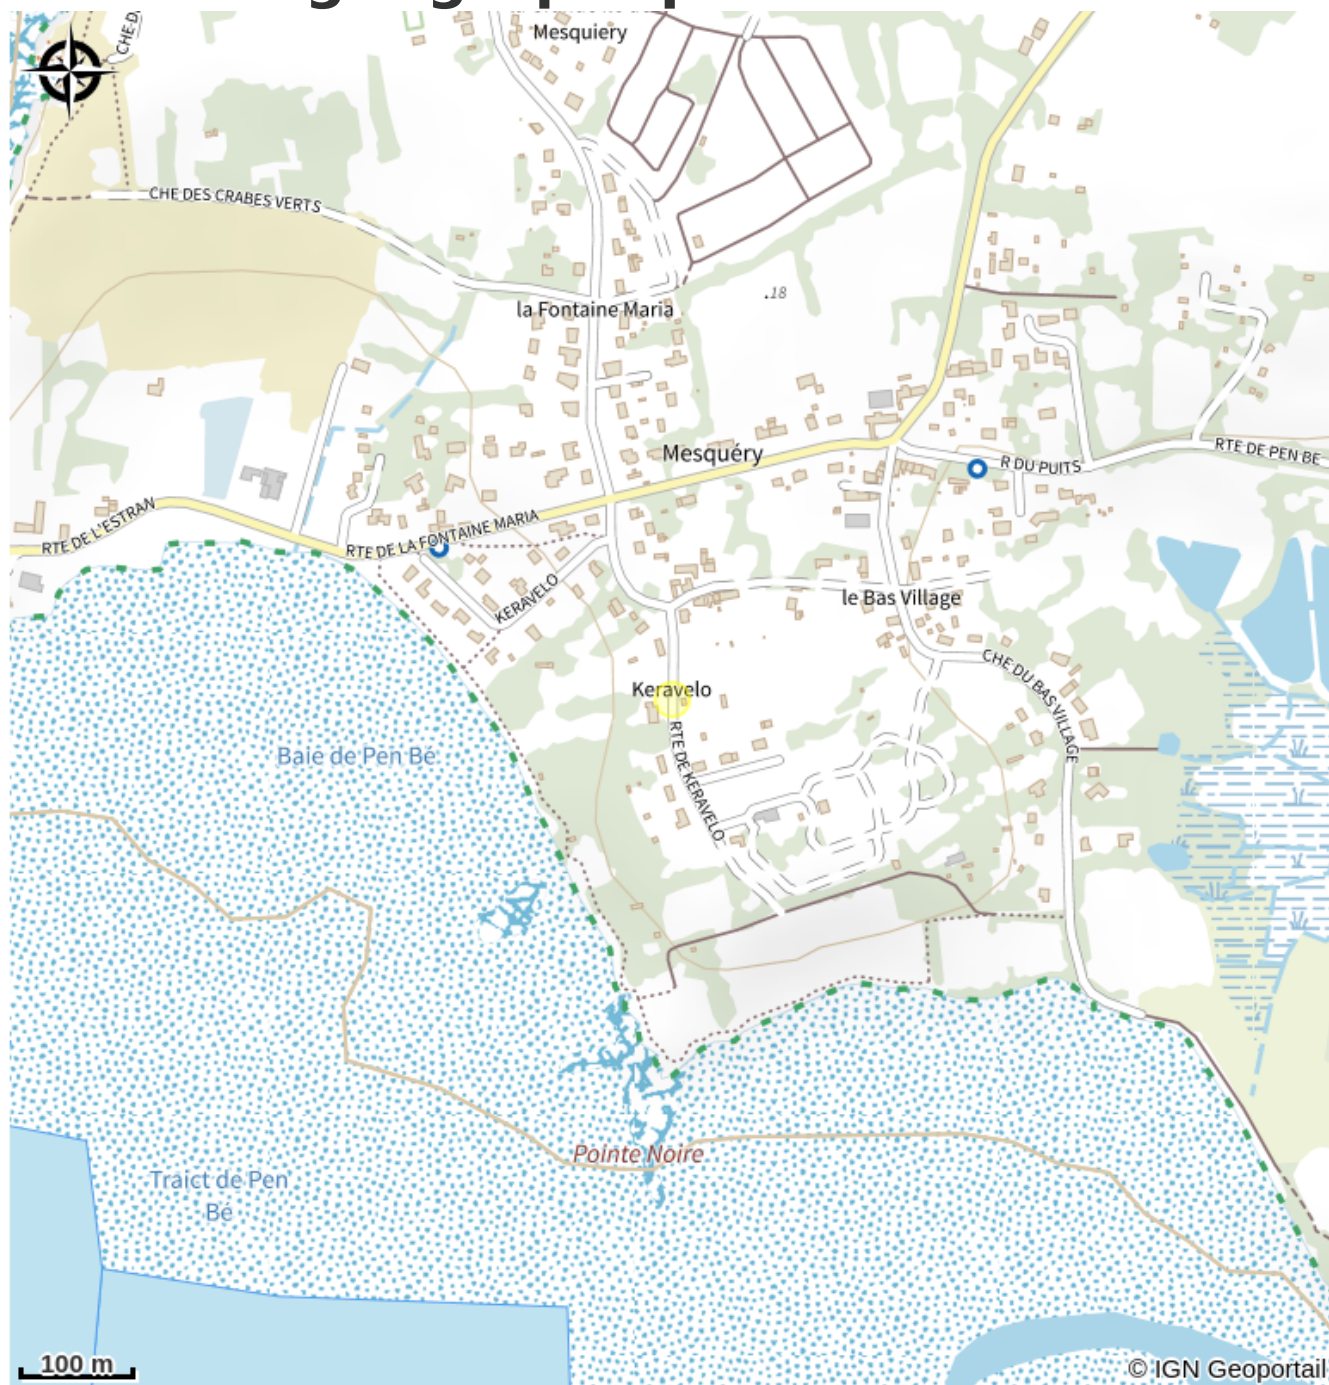 Mesquiery
CHE DES CRABES VERTS
.18
la Fontaine Maria
Mesquéry
R DU PUITS
RTE DE PEN BE
RTE DE L'ESTRAN
RTE DE LA FONTAINE MARIA
KERAVELO
le Bas Village
CHE DU BAS VILLAGE
Keravelo
RTE DE KERAVELO
Baie de Pen Bé
Pointe Noire
Traict de Pen
Bé
100 m
© IGN Geoportail